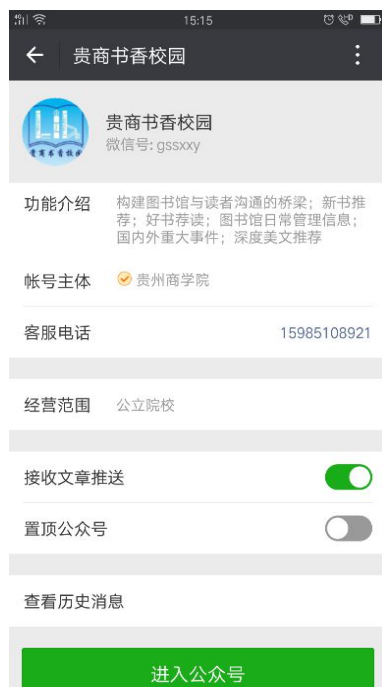 15:15
贵商书香校园
贵商书香校园
微信号: gssxxy
功能介绍 构建图书馆与读者沟通的桥梁；新书推
荐；好书荐读；图书馆日常管理信息；
国内外重大事件；深度美文推荐
帐号主体 贵州商学院
客服电话 15985108921
经营范围 公立院校
接收文章推送
置顶公众号
查看历史消息
进入公众号